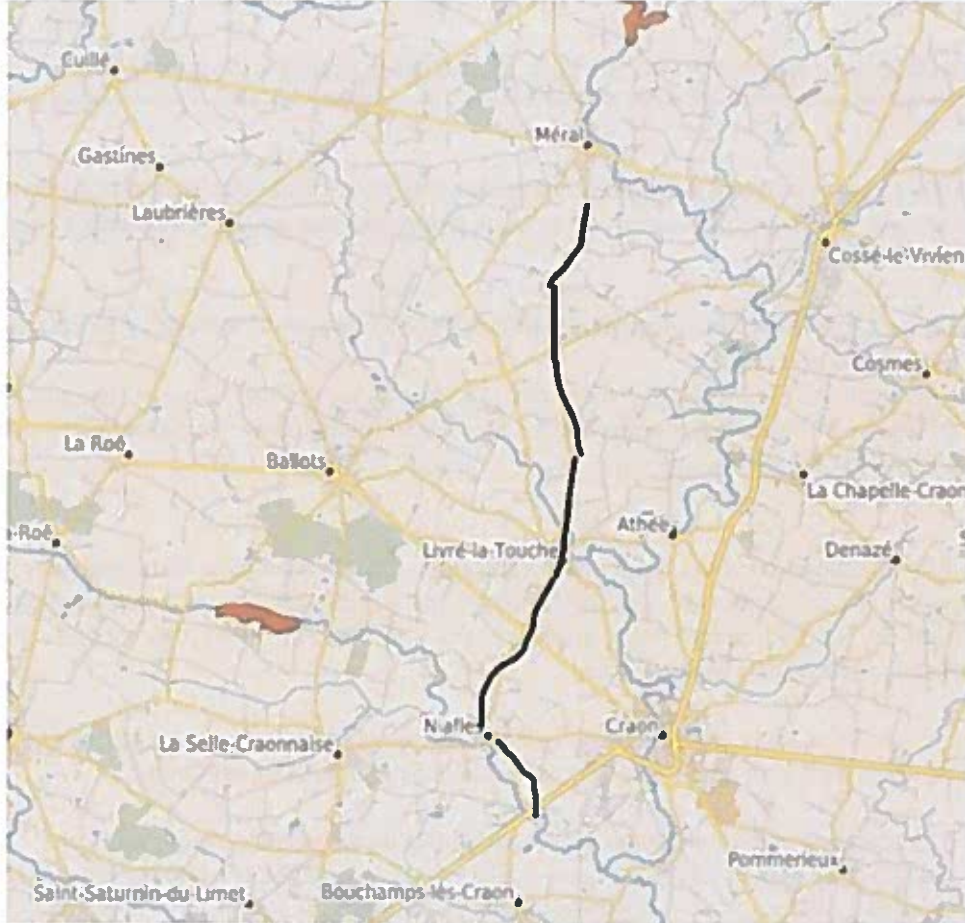 Cuillé
Méral
Gastines
Laubrières
Cossé-le-Vivien
Cosmes
La Roë
Ballots
La Chapelle-Craon
Athée
a-Roë
Livré-la-Touche
Denazé
Niafles
Craon
La Selle-Craonnaise
Pommerieux
Saint-Saturnin-du-Limet
Bouchamps-lès-Craon